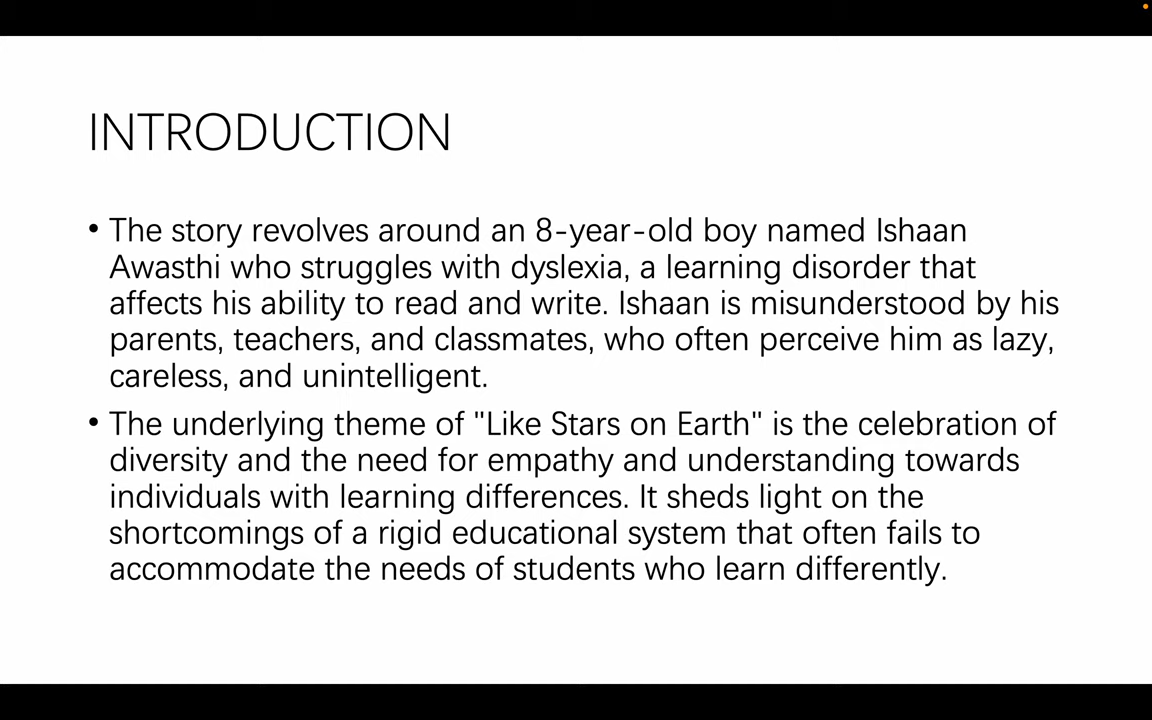 INTRODUCTION
• The story revolves around an 8-year-old boy named Ishaan
Awasthi who struggles with dyslexia, a learning disorder that
affects his ability to read and write. Ishaan is misunderstood by his
parents, teachers, and classmates, who often perceive him as lazy,
careless, and unintelligent.
• The underlying theme of "Like Stars on Earth" is the celebration of
diversity and the need for empathy and understanding towards
individuals with learning differences. It sheds light on the
shortcomings of a rigid educational system that often fails to
accommodate the needs of students who learn differently.